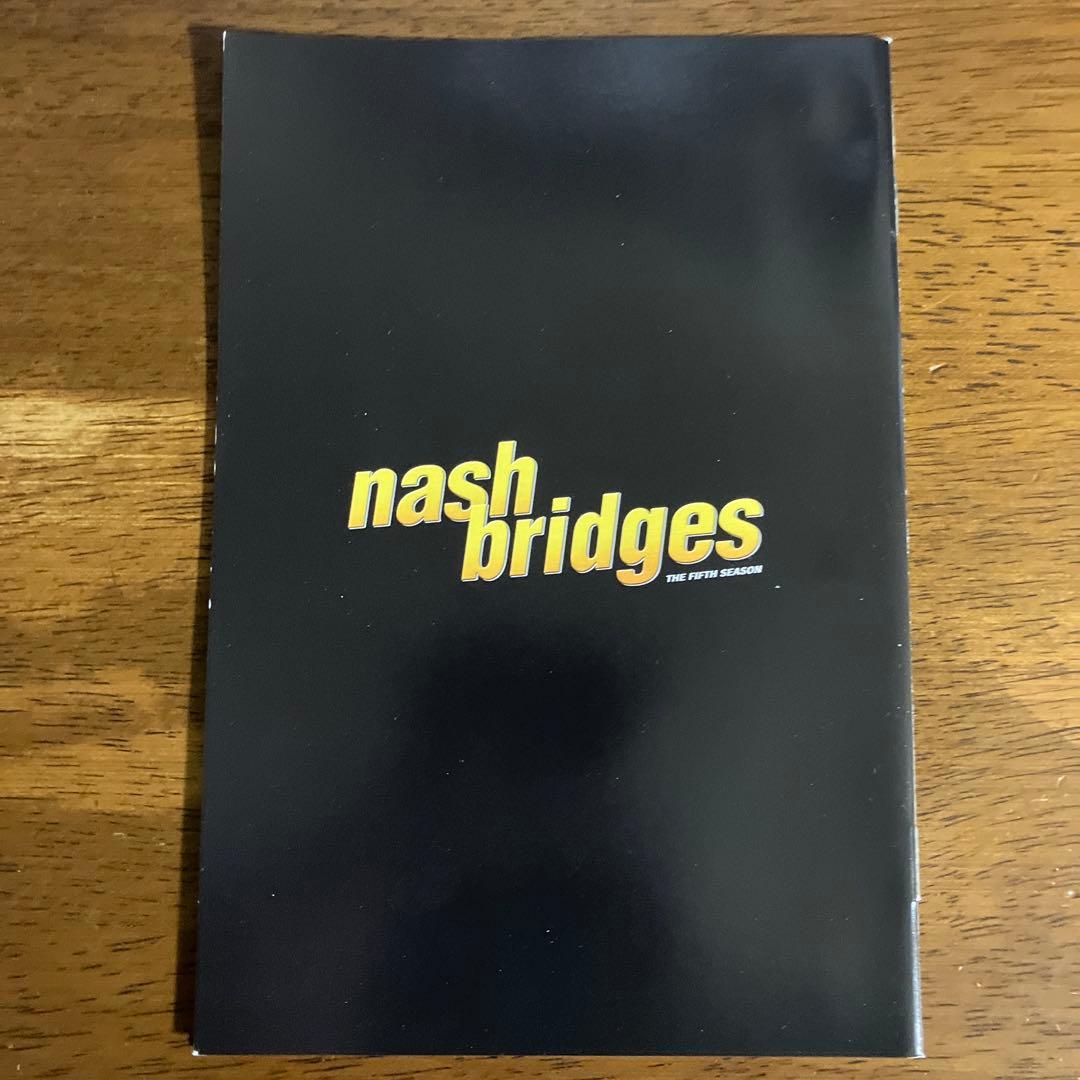 nash
bridges
THE FIFTH SEASON